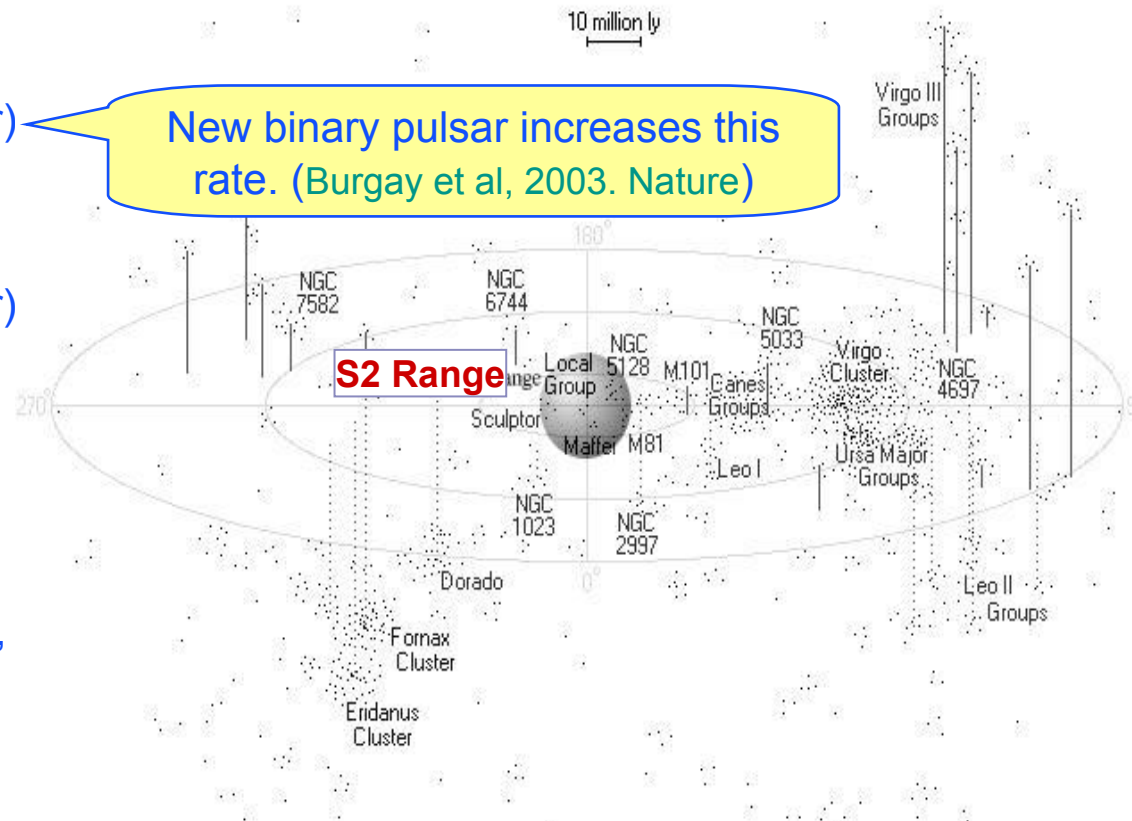 10 million ly
Virgo III
Groups
r)
New binary pulsar increases this
rate. (Burgay et al, 2003. Nature)
180°
NGC
7582
NGC
6744
r)
NGC
5033
NGC
5128
Virgo
Cluster
S2 Range
Local
Group
M101
Canes
Groups
NGC
4697
270°
Sculptor
Maffei
M81
Ursa Major
Groups
Leo I
NGC
1023
NGC
2997
Dorado
0°
Leo II
Groups
,
Fornax
Cluster
Eridanus
Cluster